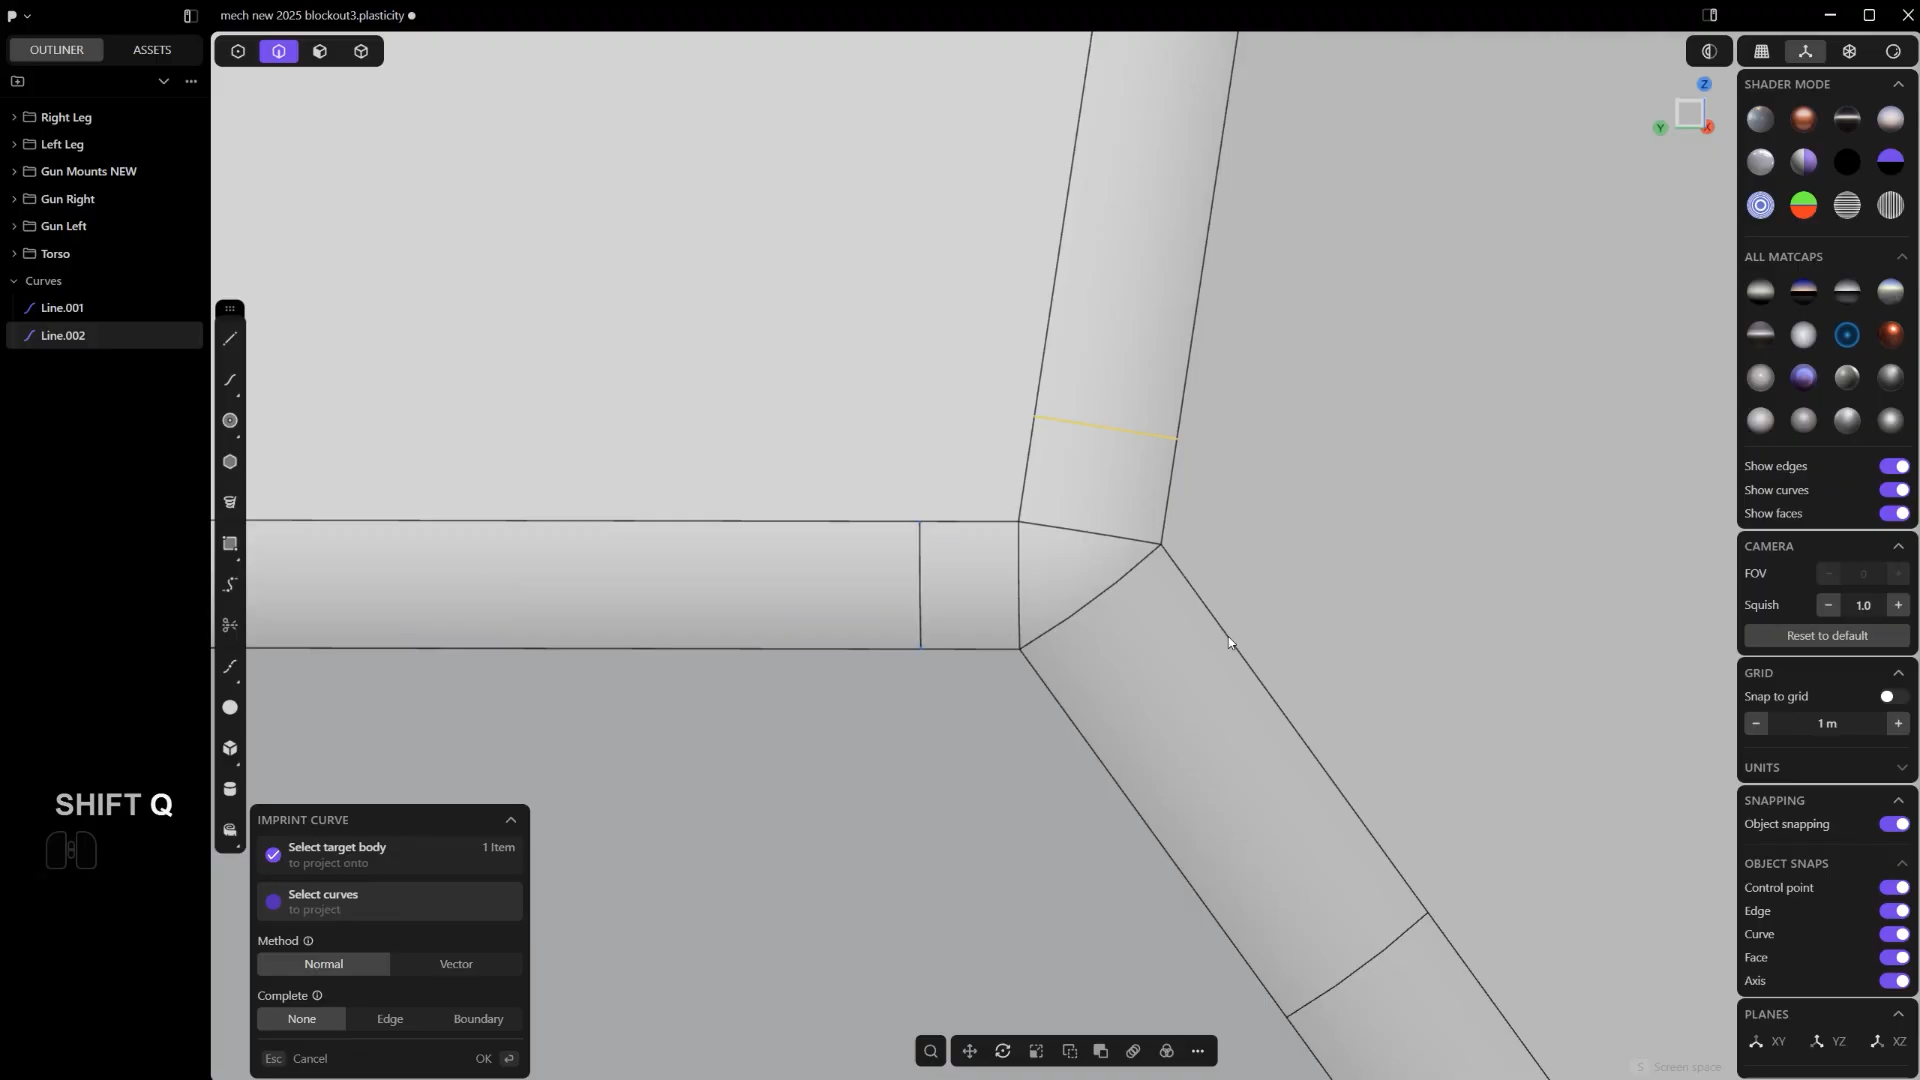 mech new 2025 blockout3.plasticity
OUTLINER
ASSETS
Right Leg
Left Leg
Gun Mounts NEW
Gun Right
Gun Left
Torso
Curves
Line.001
Line.002
SHIFT Q
IMPRINT CURVE
Select target body
1 Item
to project onto
Select curves
to project
Method
Normal
Vector
Complete
None
Edge
Boundary
Esc
Cancel
OK
Z
Y
X
S Screen space
SHADER MODE
ALL MATCAPS
Show edges
Show curves
Show faces
CAMERA
FOV
0
Squish
1.0
Reset to default
GRID
Snap to grid
1 m
UNITS
SNAPPING
Object snapping
OBJECT SNAPS
Control point
Edge
Curve
Face
Axis
PLANES
XY
YZ
XZ